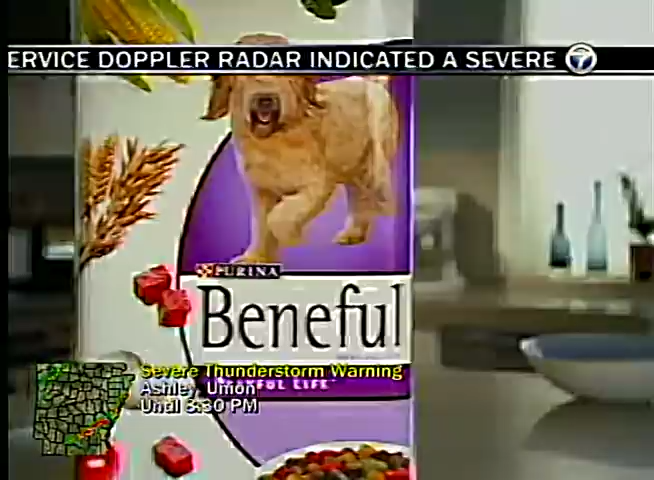 ERVICE DOPPLER RADAR INDICATED A SEVERE 7
PURINA
Beneful
Severe Thunderstorm Warning
Ashley, Union
Until 3:30 PM